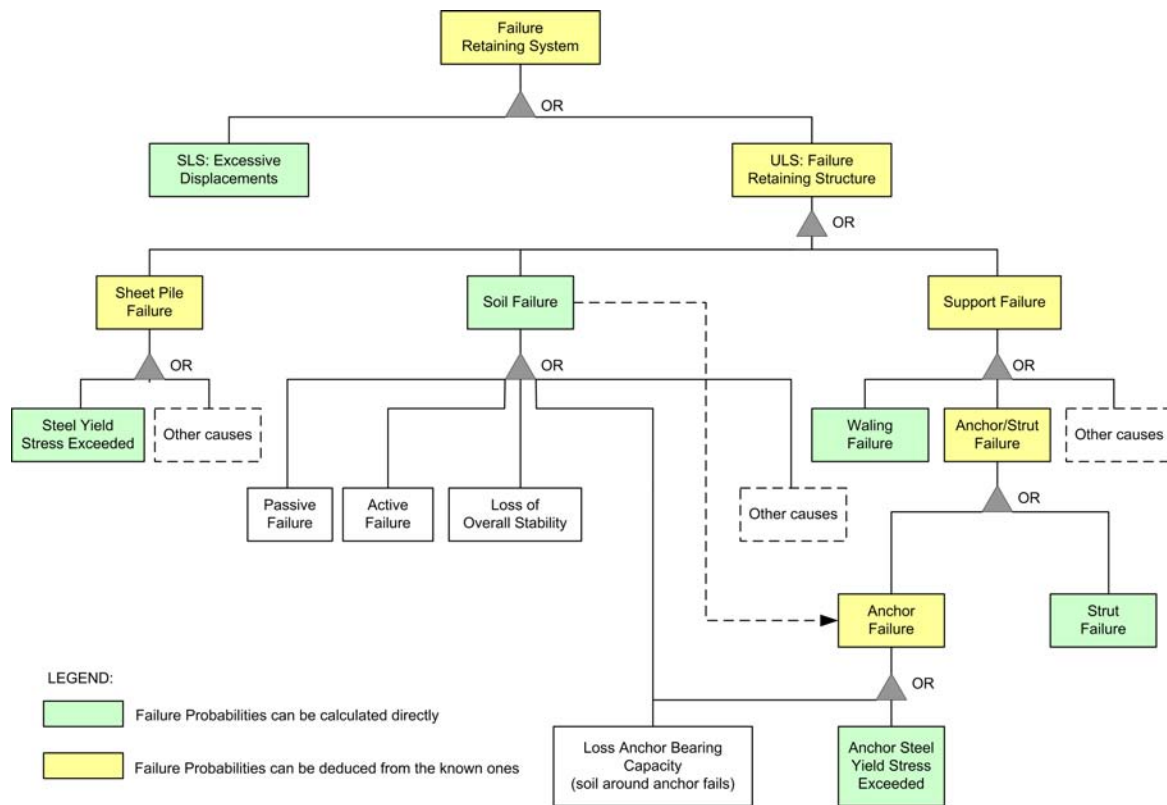 Failure
Retaining System
OR
SLS: Excessive
Displacements
ULS: Failure
Retaining Structure
OR
Sheet Pile
Failure
Soil Failure
Support Failure
OR
OR
OR
Steel Yield
Stress Exceeded
Other causes
Waling
Failure
Anchor/Strut
Failure
Other causes
Passive
Failure
Active
Failure
Loss of
Overall Stability
Other causes
OR
Anchor
Failure
Strut
Failure
OR
LEGEND:
Failure Probabilities can be calculated directly
Failure Probabilities can be deduced from the known ones
Loss Anchor Bearing
Capacity
(soil around anchor fails)
Anchor Steel
Yield Stress
Exceeded